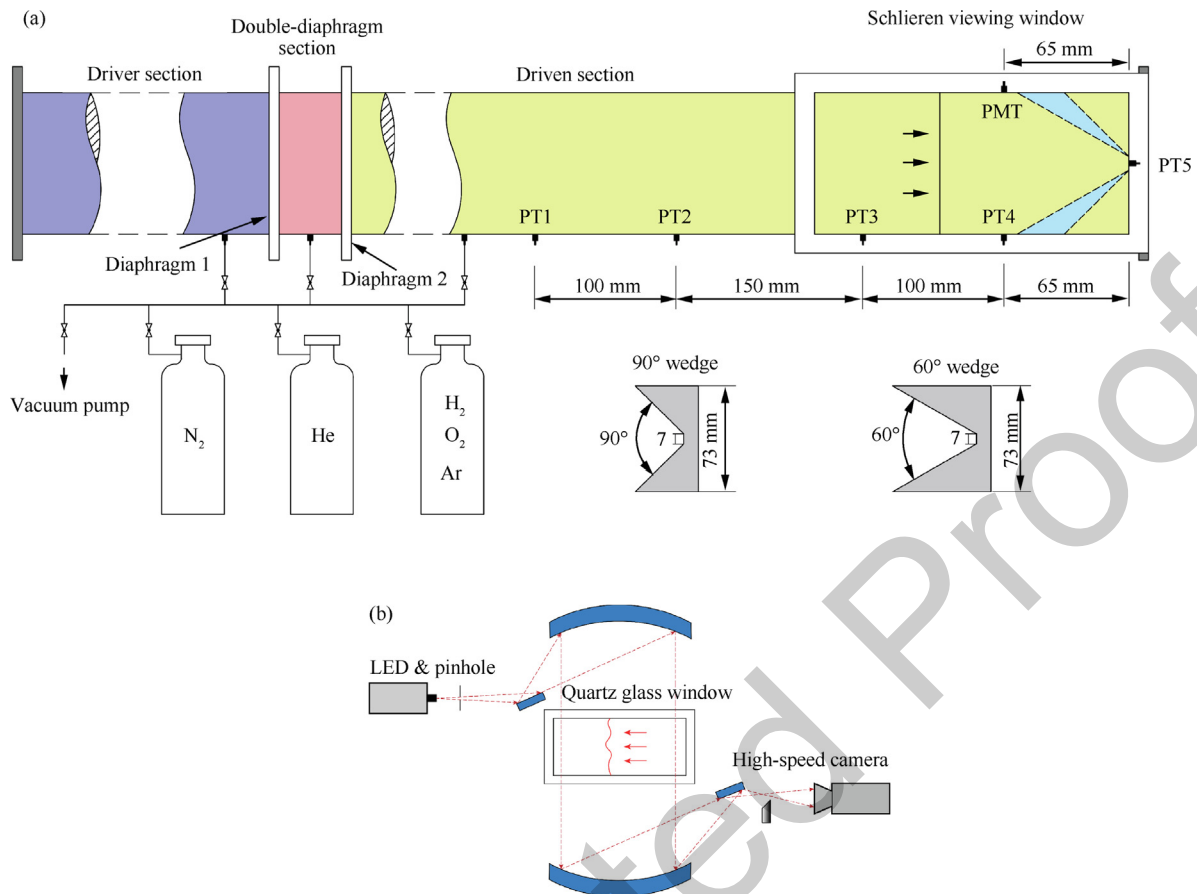 (a)
Schlieren viewing window
Double-diaphragm
section
65 mm
Driver section
Driven section
PMT
PT5
PT1
PT2
PT3
PT4
Diaphragm 1
Diaphragm 2
100 mm
150 mm
100 mm
65 mm
Vacuum pump
N2
He
H2
O2
Ar
90° wedge
90°
7
73 mm
60° wedge
60°
7
73 mm
(b)
LED & pinhole
Quartz glass window
High-speed camera
ted Proof